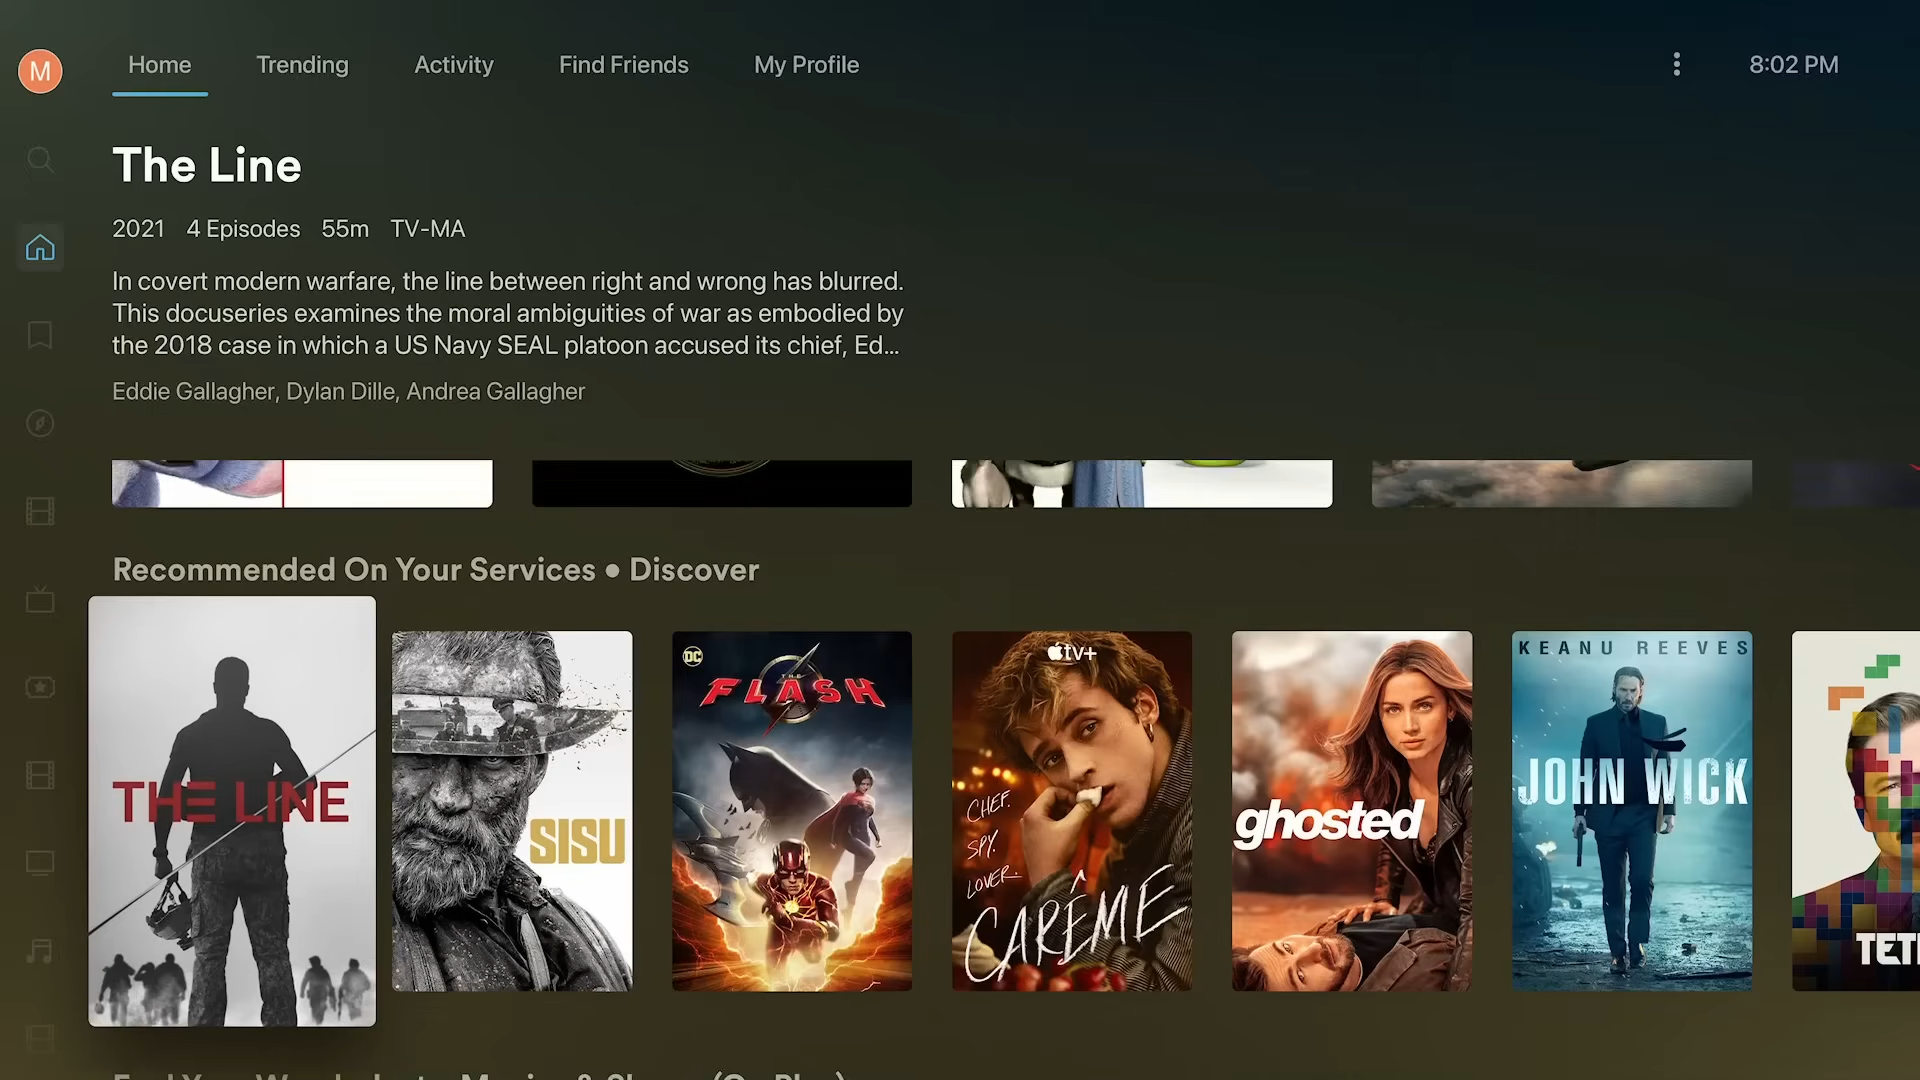 M
Home
Trending
Activity
Find Friends
My Profile
8:02 PM
The Line
2021 4 Episodes 55m TV-MA
In covert modern warfare, the line between right and wrong has blurred.
This docuseries examines the moral ambiguities of war as embodied by
the 2018 case in which a US Navy SEAL platoon accused its chief, Ed...
Eddie Gallagher, Dylan Dille, Andrea Gallagher
Recommended On Your Services • Discover
THE LINE
SISU
DC
THE
FLASH
tv+
CHEF.
SPY.
LOVER.
CARÊME
ghosted
KEANU REEVES
JOHN WICK
TET